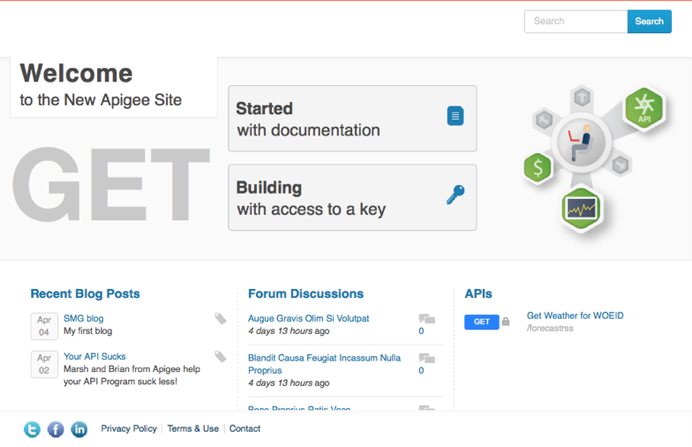 Search
Search
Welcome
to the New Apigee Site
GET
Started
with documentation
Building
with access to a key
API
$
Recent Blog Posts
Apr
04
SMG blog
My first blog
Apr
02
Your API Sucks
Marsh and Brian from Apigee help
your API Program suck less!
Forum Discussions
Augue Gravis Olim Si Volutpat
4 days 13 hours ago
0
Blandit Causa Feugiat Incassum Nulla
Proprius
4 days 13 hours ago
0
APIs
GET
Get Weather for WOEID
/forecastrss
Privacy Policy
Terms & Use
Contact